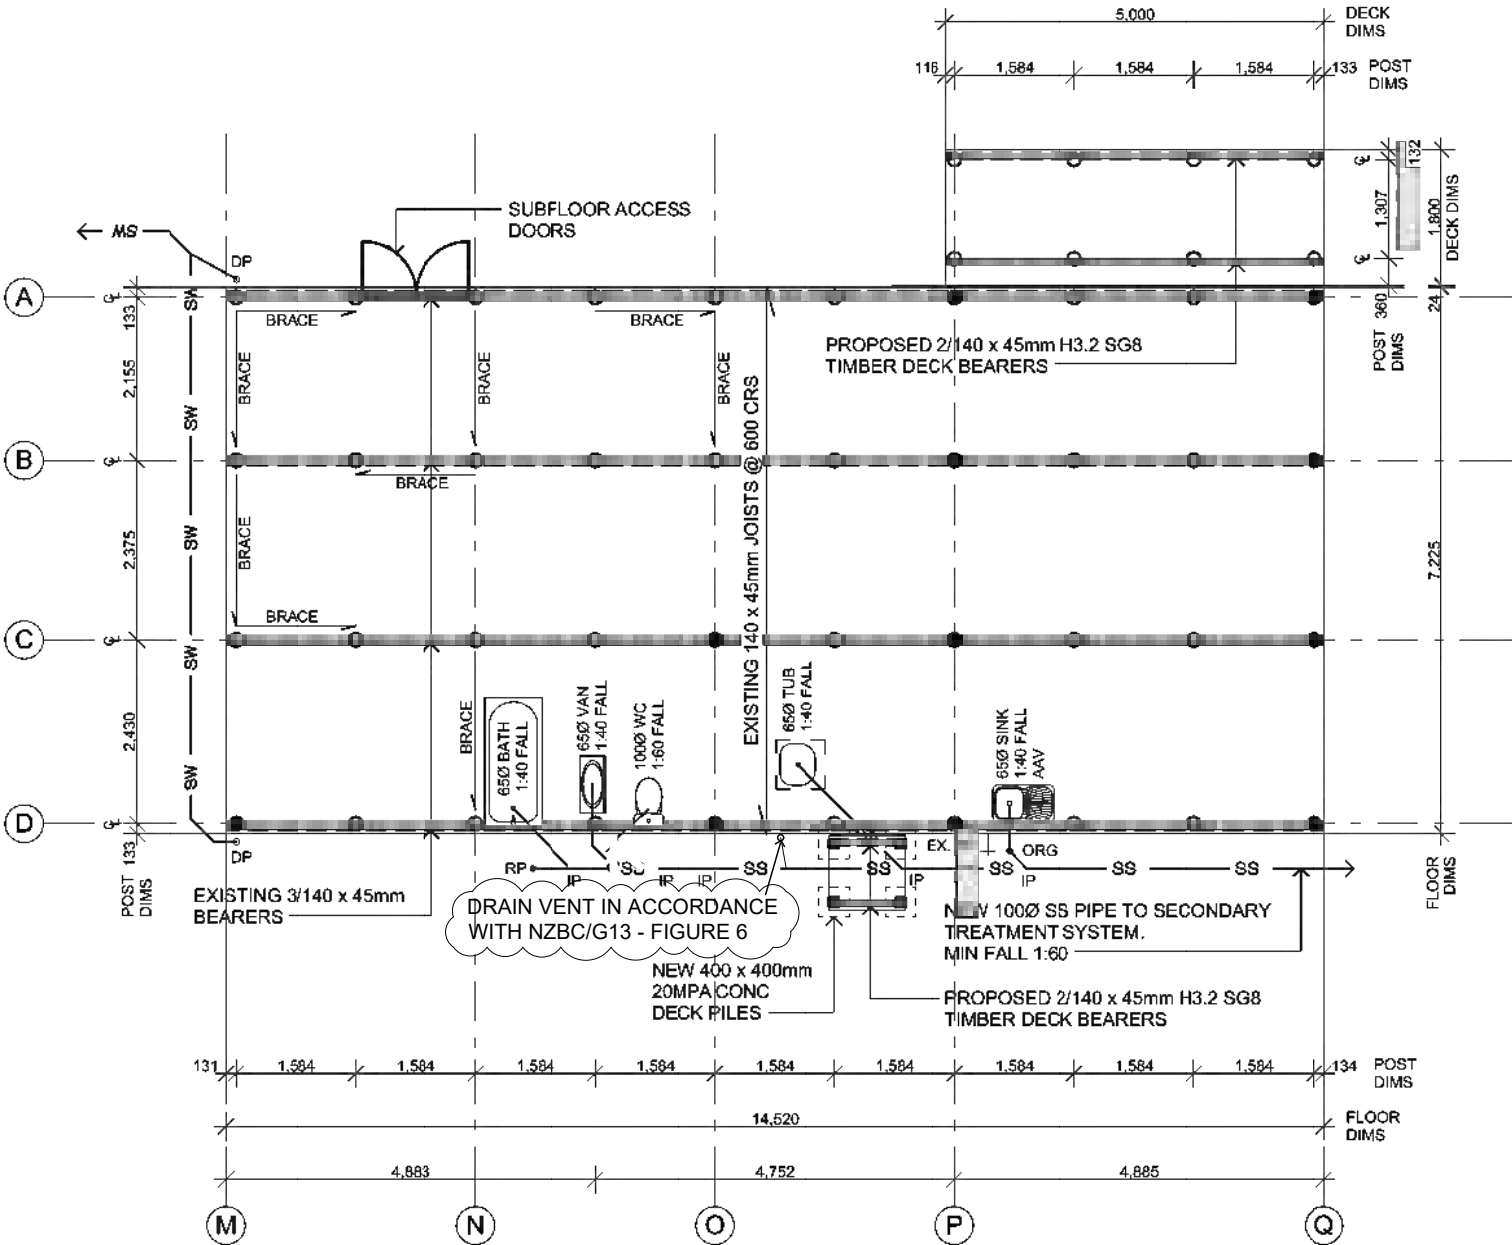 5,000
DECK
DIMS
116
1,584
1,584
1,584
133
POST
DIMS
132
1,307
1,800
DECK DIMS
SUBFLOOR ACCESS
DOORS
SW
DP
A
133
BRACE
BRACE
360
24
POST
DIMS
PROPOSED 2/140 x 45mm H3.2 SG8
TIMBER DECK BEARERS
2,155
SW
SW
BRACE
BRACE
BRACE
EXISTING 140 x 45mm JOISTS @ 600 CRS
B
BRACE
2,375
SW
BRACE
7,225
BRACE
C
SW
2,430
SW
BRACE
65Ø BATH
1:40 FALL
65Ø VAN
1:40 FALL
100Ø WC
1:60 FALL
65Ø TUB
1:40 FALL
65Ø SINK
1:40 FALL
AAV
D
133
DP
POST
DIMS
EX.
ORG
RP
IP
SS
IP
IP
SS
SS
IP
SS
IP
SS
SS
FLOOR
DIMS
EXISTING 3/140 x 45mm
BEARERS
DRAIN VENT IN ACCORDANCE
WITH NZBC/G13 - FIGURE 6
100Ø SS PIPE TO SECONDARY
TREATMENT SYSTEM.
MIN FALL 1:60
NEW 400 x 400mm
20MPA CONC
DECK PILES
PROPOSED 2/140 x 45mm H3.2 SG8
TIMBER DECK BEARERS
131
1,584
1,584
1,584
1,584
1,584
1,584
1,584
1,584
1,584
134
POST
DIMS
14,520
FLOOR
DIMS
4,883
4,752
4,885
M
N
O
P
Q